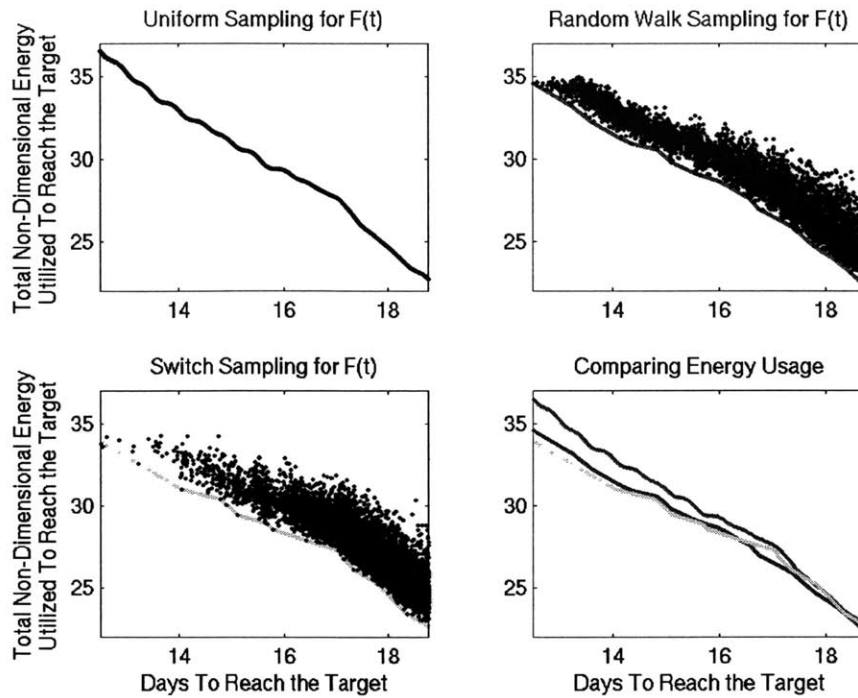 Uniform Sampling for F(t)
Total Non-Dimensional Energy
Utilized To Reach the Target
35
30
25
14
16
18
Random Walk Sampling for F(t)
35
30
25
14
16
18
Switch Sampling for F(t)
Total Non-Dimensional Energy
Utilized To Reach the Target
35
30
25
14
16
18
Days To Reach the Target
Comparing Energy Usage
35
30
25
14
16
18
Days To Reach the Target